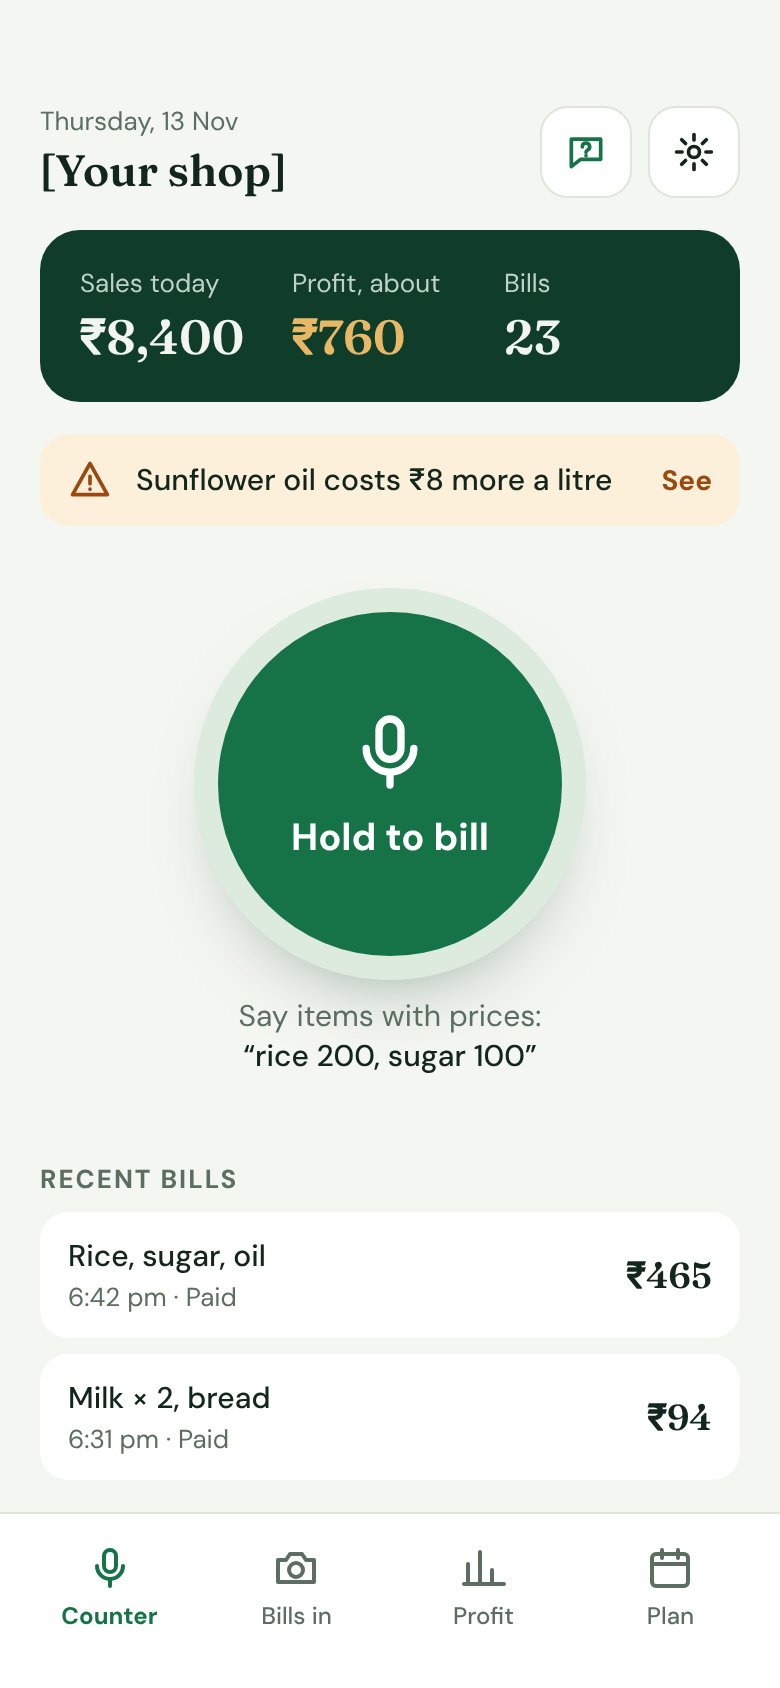 Thursday, 13 Nov
[Your shop]
Sales today
₹8,400
Profit, about
₹760
Bills
23
Sunflower oil costs ₹8 more a litre
See
Hold to bill
Say items with prices:
“rice 200, sugar 100”
RECENT BILLS
Rice, sugar, oil
6:42 pm · Paid
₹465
Milk × 2, bread
6:31 pm · Paid
₹94
Counter
Bills in
Profit
Plan